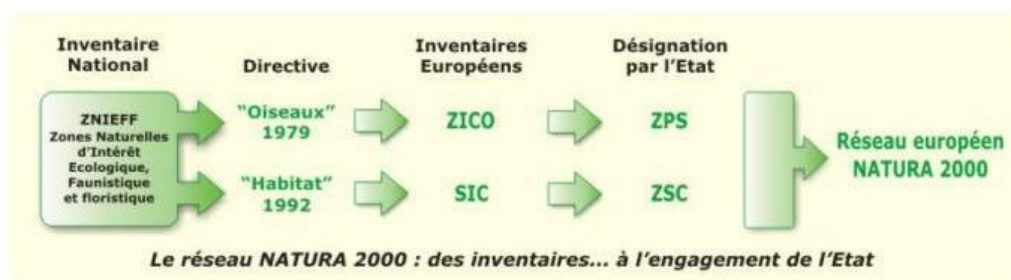 Inventaire
National
Directive
Inventaires
Européens
Désignation
par l'Etat
ZNIEFF
Zones Naturelles
d'Intérêt
Ecologique,
Faunistique
et floristique
"Oiseaux"
1979
ZICO
ZPS
"Habitat"
1992
SIC
ZSC
Réseau européen
NATURA 2000
Le réseau NATURA 2000 : des inventaires... à l'engagement de l'Etat